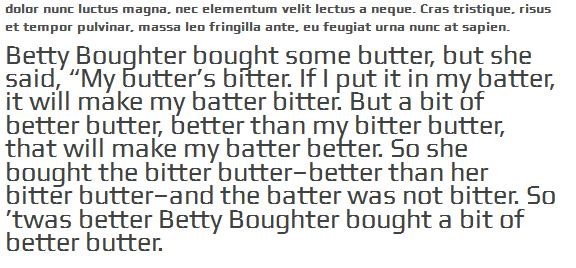 dolor nunc luctus magna, nec elementum velit lectus a neque. Cras tristique, risus
et tempor pulvinar, massa leo fringilla ante, eu feugiat urna nunc at sapien.
Betty Boughter bought some butter, but she
said, “My butter’s bitter. If I put it in my batter,
it will make my batter bitter. But a bit of
better butter, better than my bitter butter,
that will make my batter better. So she
bought the bitter butter–better than her
bitter butter–and the batter was not bitter. So
’twas better Betty Boughter bought a bit of
better butter.